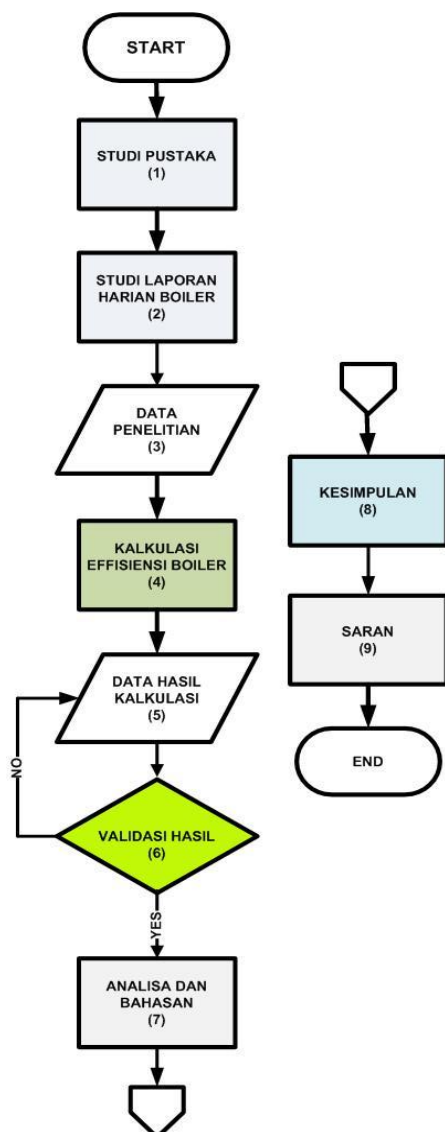 START
STUDI PUSTAKA
(1)
STUDI LAPORAN
HARIAN BOILER
(2)
DATA
PENELITIAN
(3)
KALKULASI
EFFISIENSI BOILER
(4)
DATA HASIL
KALKULASI
(5)
NO
VALIDASI HASIL
(6)
YES
ANALISA DAN
BAHASAN
(7)
KESIMPULAN
(8)
SARAN
(9)
END